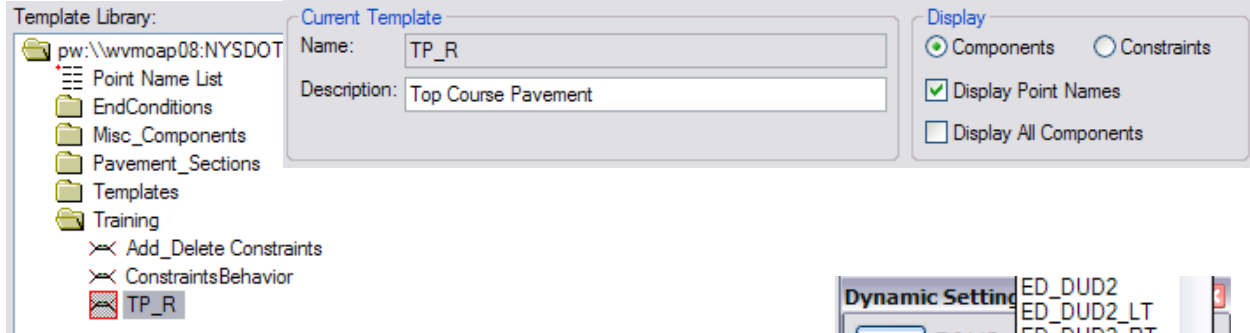 Template Library:
pw:\\wvmoap08:NYSDOT
Point Name List
EndConditions
Misc_Components
Pavement_Sections
Templates
Training
Add_Delete Constraints
ConstraintsBehavior
TP_R
Current Template
Name: TP_R
Description: Top Course Pavement
Display
Components Constraints
Display Point Names
Display All Components
Dynamic Setting
ED_DUD2
ED_DUD2_LT